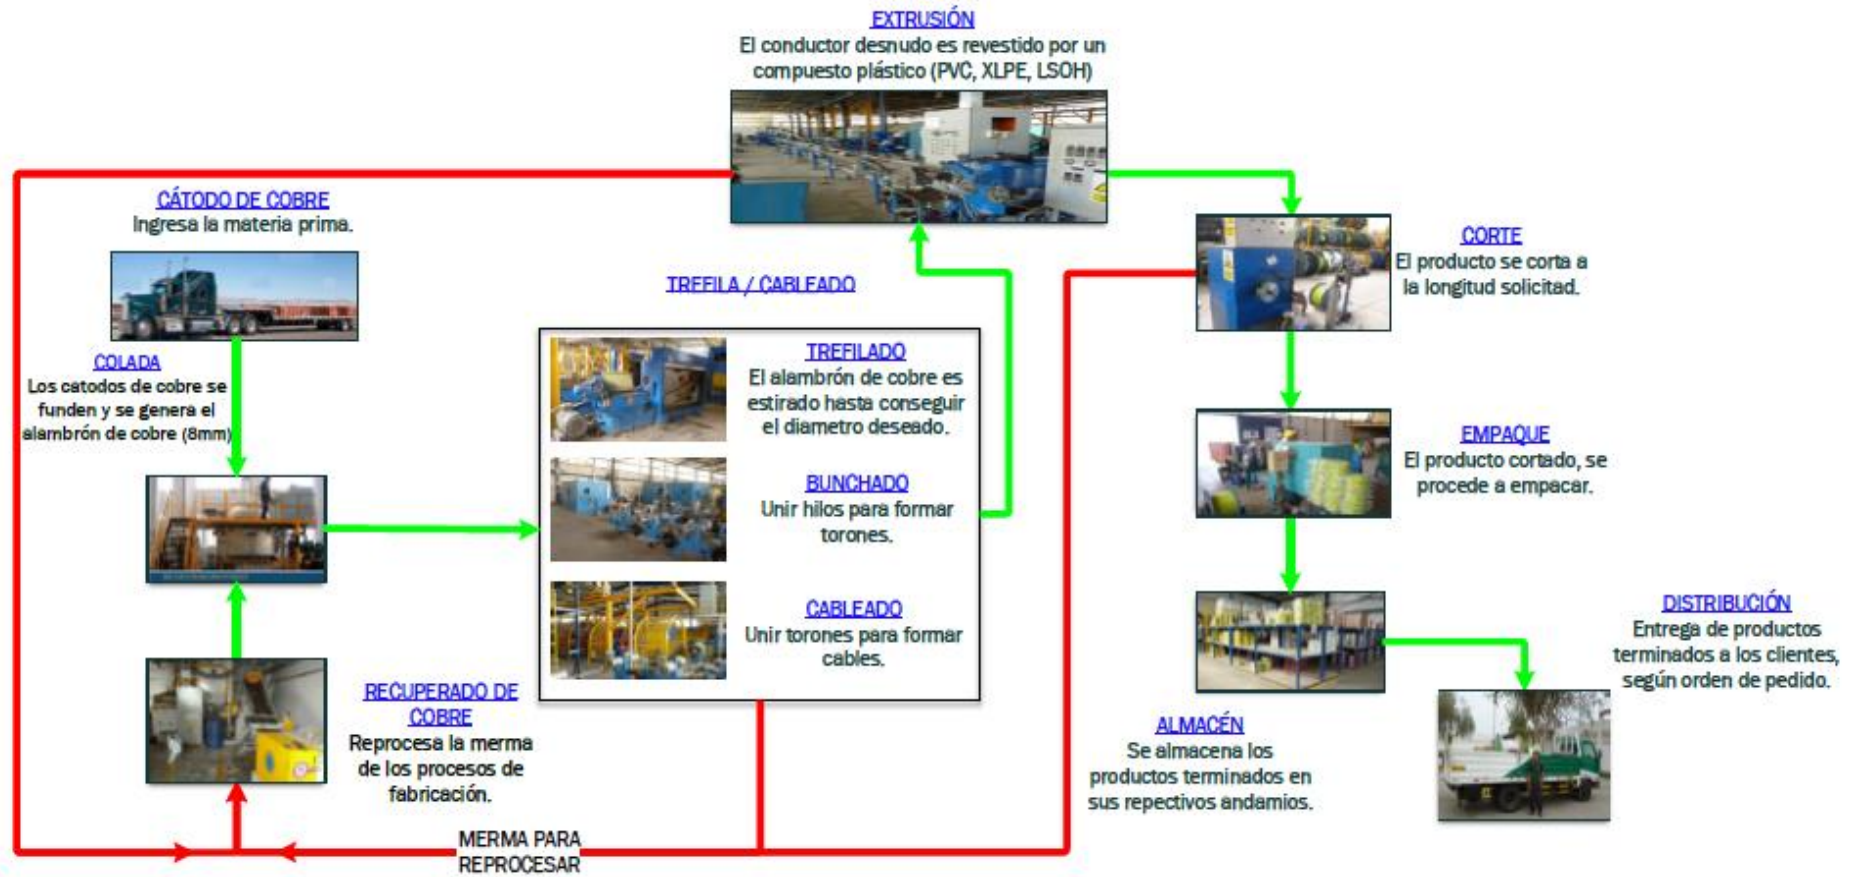 EXTRUSIÓN
El conductor desnudo es revestido por un
compuesto plástico (PVC, XLPE, LSOH)
CÁTODO DE COBRE
Ingresa la materia prima.
COLADA
Los catodos de cobre se
funden y se genera el
alambrón de cobre (8mm)
RECUPERADO DE
COBRE
Reprocesa la merma
de los procesos de
fabricación.
TREFILA / CABLEADO
TREFILADO
El alambrón de cobre es
estirado hasta conseguir
el diametro deseado.
BUNCHADO
Unir hilos para formar
torones.
CABLEADO
Unir torones para formar
cables.
MERMA PARA
REPROCESAR
CORTE
El producto se corta a
la longitud solicitad.
EMPAQUE
El producto cortado, se
procede a empacar.
ALMACÉN
Se almacena los
productos terminados en
sus repectivos andamios.
DISTRIBUCIÓN
Entrega de productos
terminados a los clientes,
según orden de pedido.